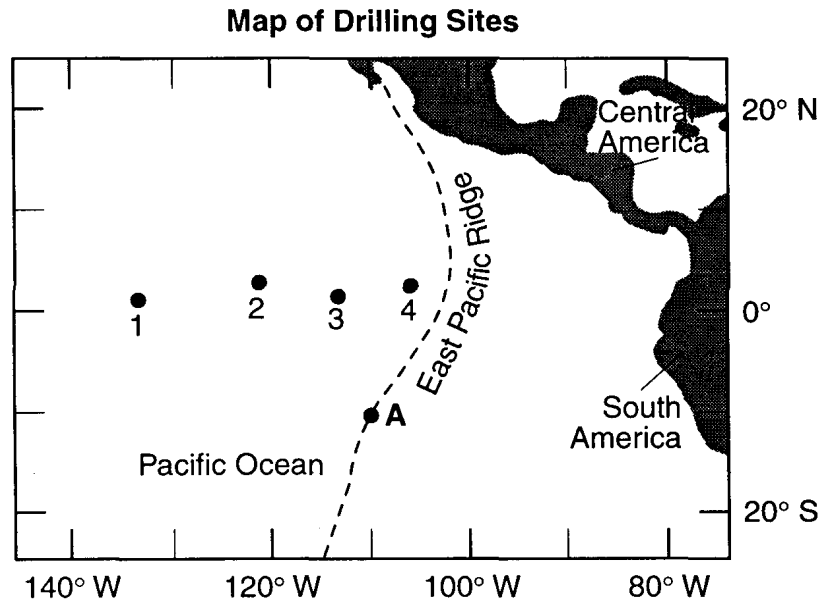 Map of Drilling Sites
20° N
Central
America
East Pacific Ridge
1
2
3
4
0°
A
South
America
Pacific Ocean
20° S
140° W
120° W
100° W
80° W